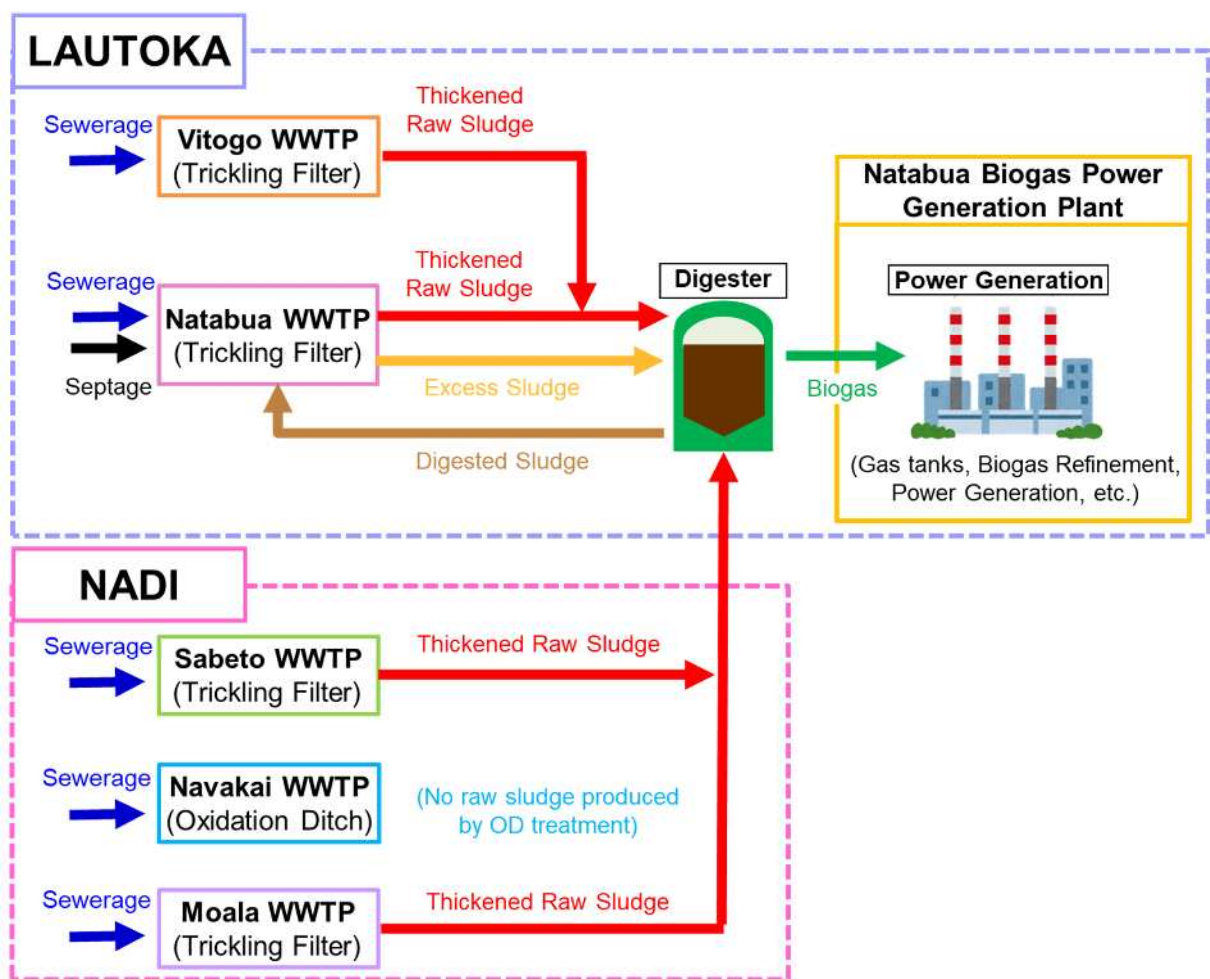 LAUTOKA
Sewerage
Vitogo WWTP
(Trickling Filter)
Thickened
Raw Sludge
Sewerage
Septage
Natabua WWTP
(Trickling Filter)
Thickened
Raw Sludge
Excess Sludge
Digested Sludge
Digester
Biogas
Natabua Biogas Power
Generation Plant
Power Generation
(Gas tanks, Biogas Refinement,
Power Generation, etc.)
NADI
Sewerage
Sabeto WWTP
(Trickling Filter)
Thickened Raw Sludge
Sewerage
Navakai WWTP
(Oxidation Ditch)
(No raw sludge produced
by OD treatment)
Sewerage
Moala WWTP
(Trickling Filter)
Thickened Raw Sludge